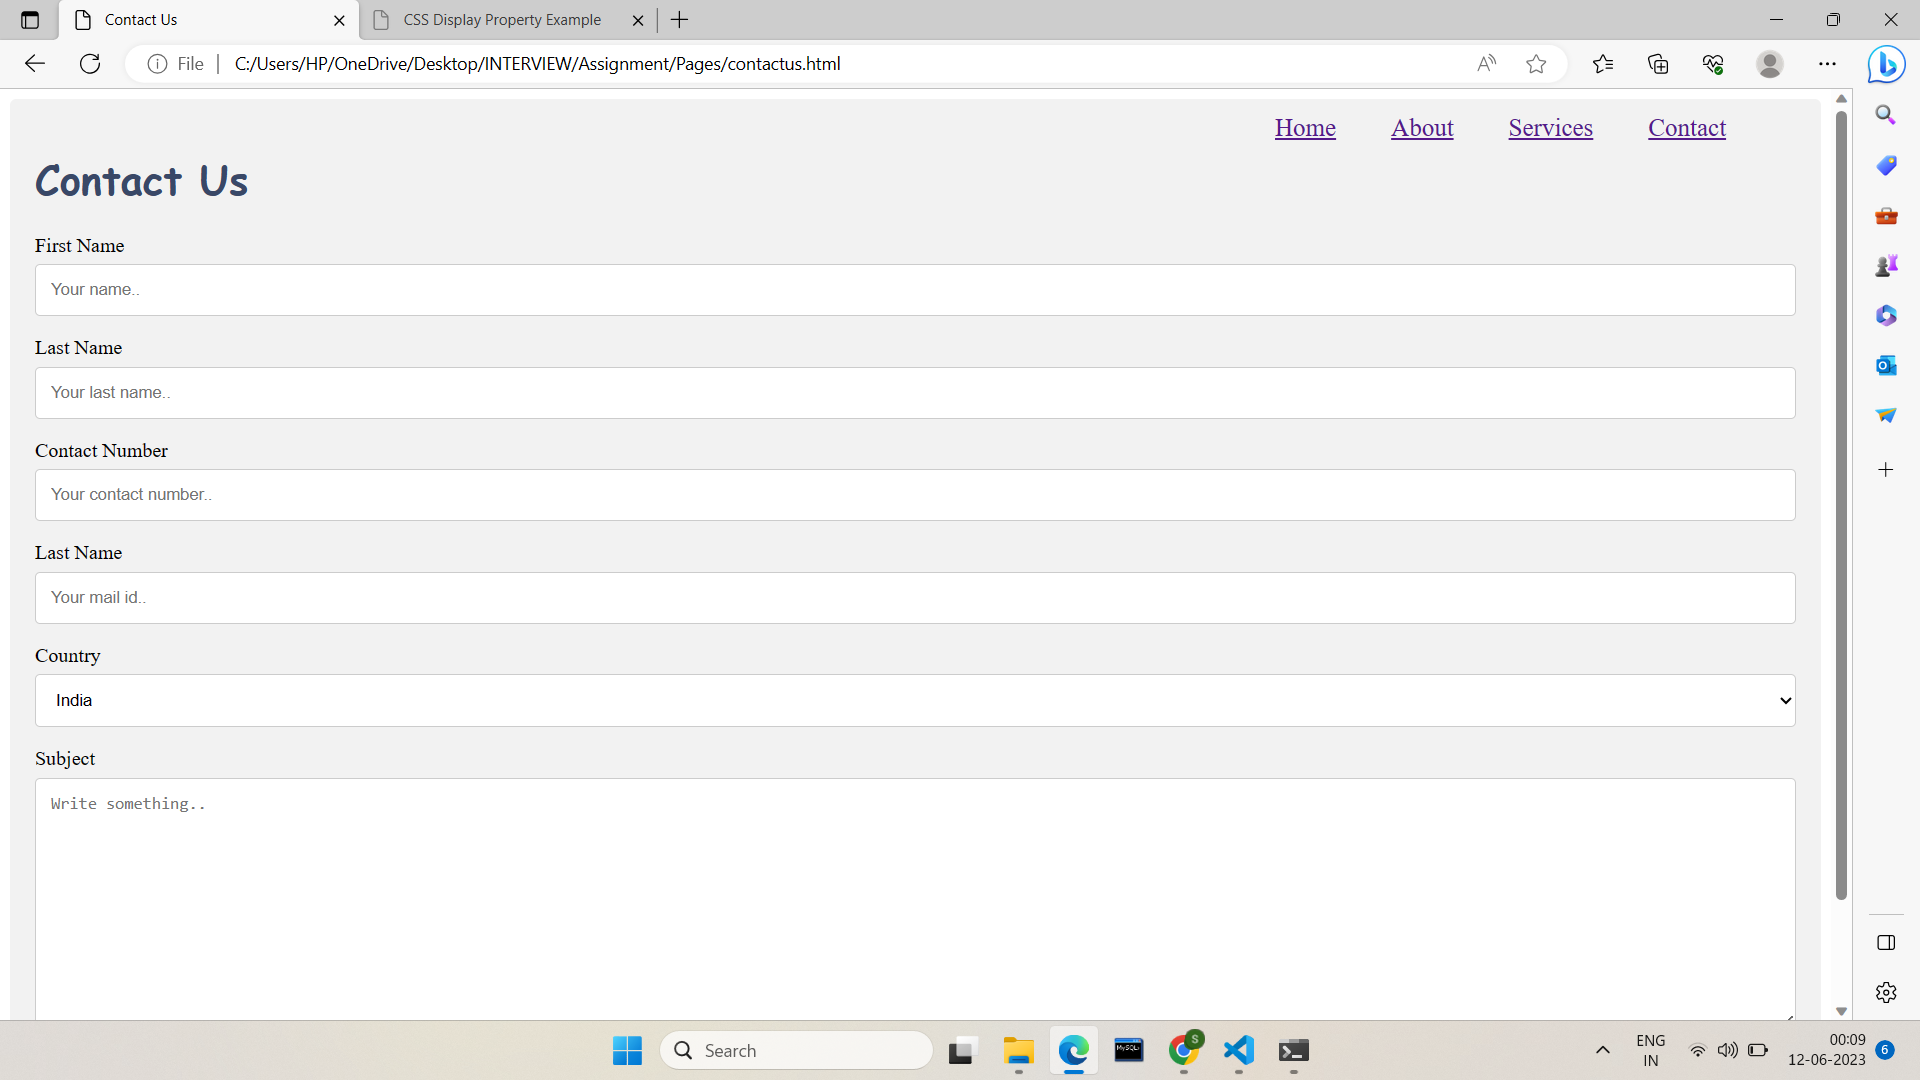 Contact Us
CSS Display Property Example
File
C:/Users/HP/OneDrive/Desktop/INTERVIEW/Assignment/Pages/contactus.html
Home About Services Contact
Contact Us
First Name
Your name..
Last Name
Your last name..
Contact Number
Your contact number..
Last Name
Your mail id..
Country
India
Subject
Write something..
Search
MySQL
S
ENG
IN
00:09
12-06-2023
6